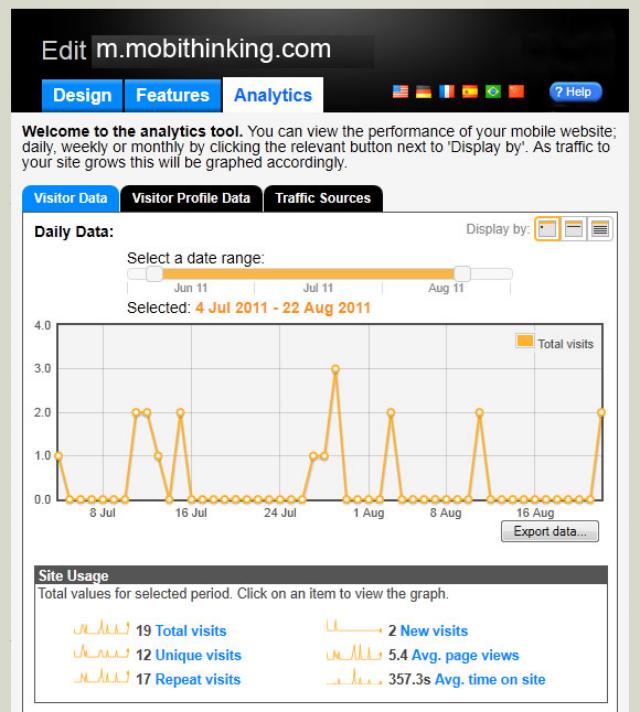 Edit m.mobithinking.com
Design Features Analytics ? Help
Welcome to the analytics tool. You can view the performance of your mobile website;
daily, weekly or monthly by clicking the relevant button next to 'Display by'. As traffic to
your site grows this will be graphed accordingly.
Visitor Data Visitor Profile Data Traffic Sources
Daily Data: Display by:
Select a date range:
Jun 11 Jul 11 Aug 11
Selected: 4 Jul 2011 - 22 Aug 2011
4.0
Total visits
3.0
2.0
1.0
0.0
8 Jul 16 Jul 24 Jul 1 Aug 8 Aug 16 Aug
Export data...
Site Usage
Total values for selected period. Click on an item to view the graph.
19 Total visits 2 New visits
12 Unique visits 5.4 Avg. page views
17 Repeat visits 357.3s Avg. time on site